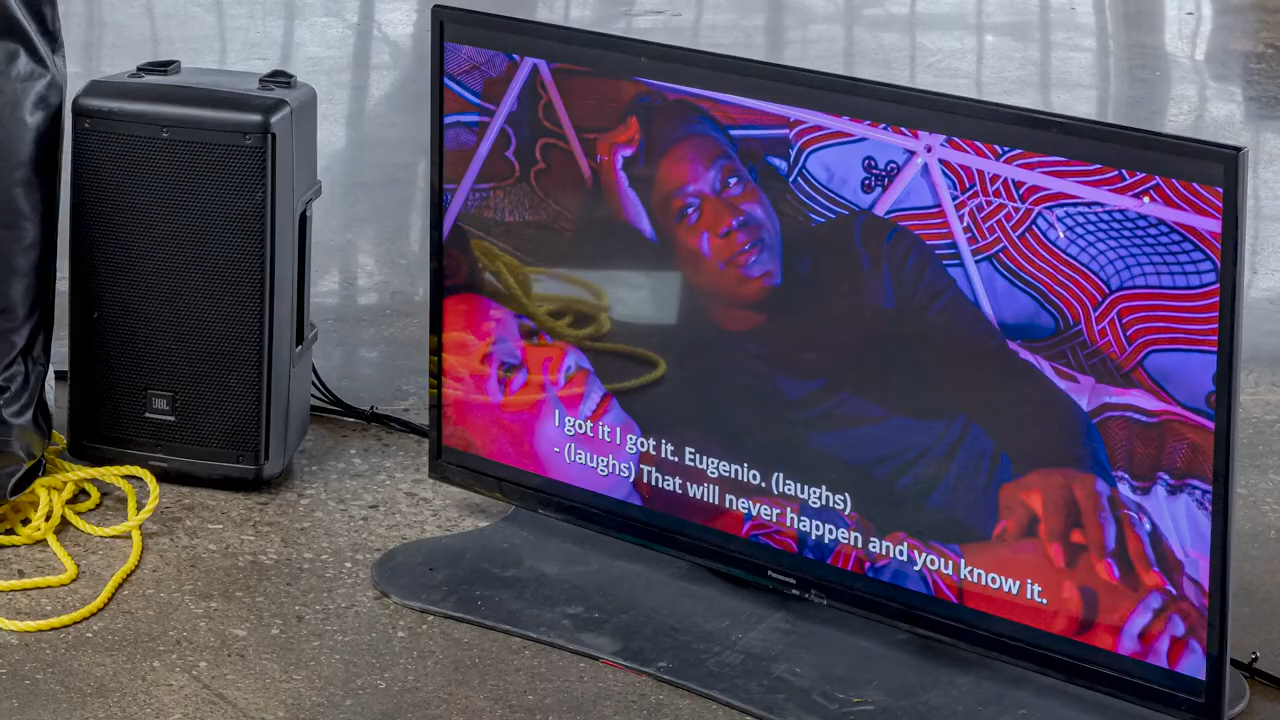 JBL
I got it I got it. Eugenio. (laughs)
- (laughs) That will never happen and you know it.
Panasonic